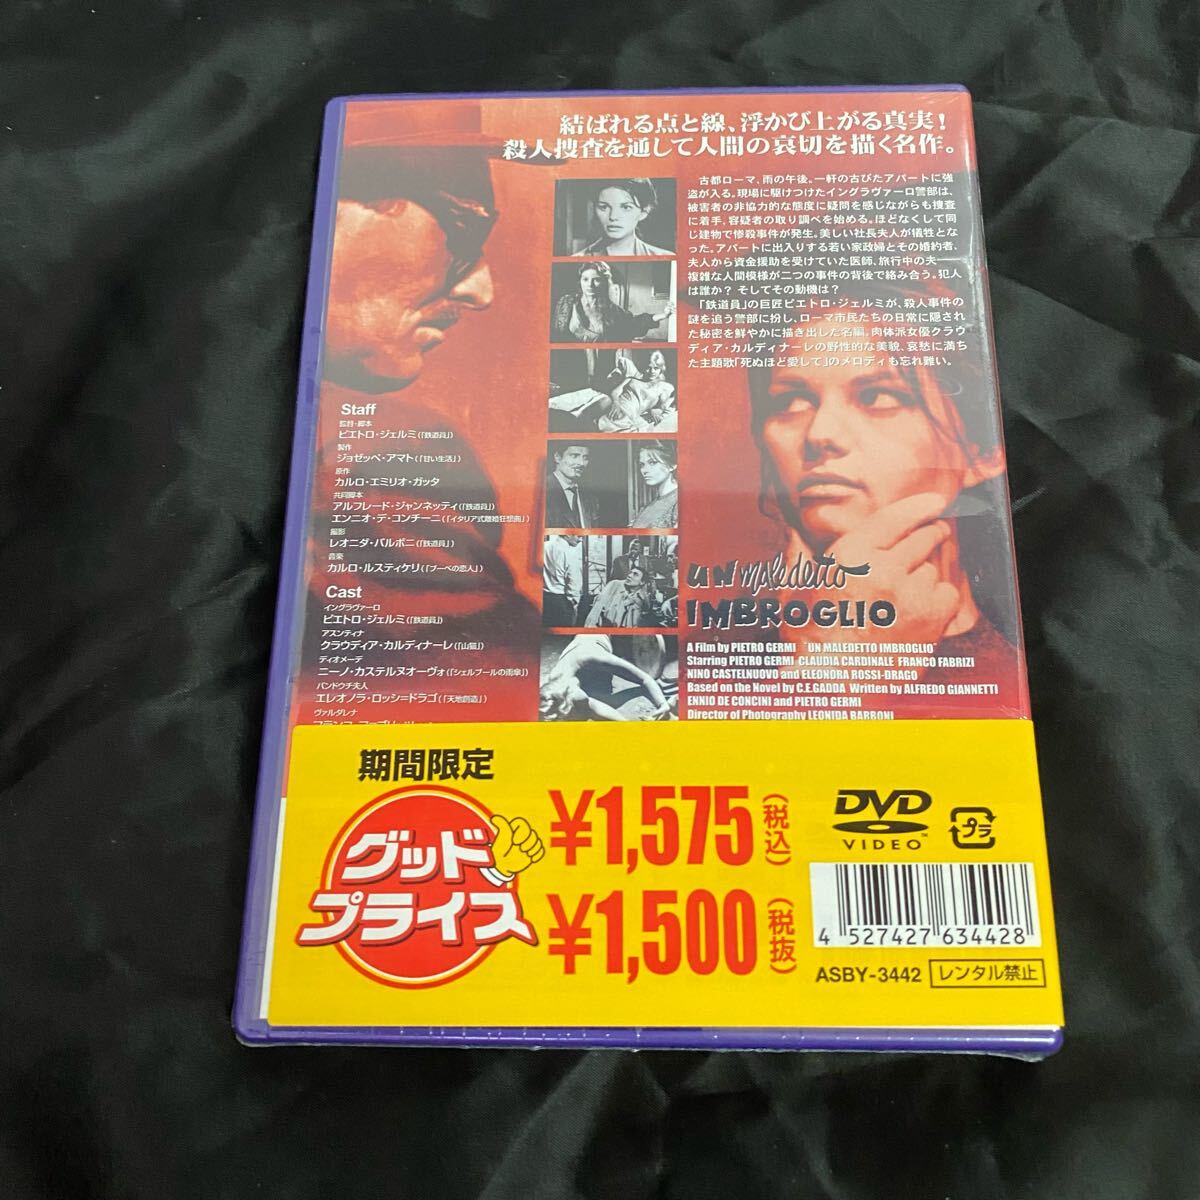 結ばれる点と線、浮かび上がる真実！
殺人捜査を通して人間の哀切を描く名作。
古都ローマ、雨の午後。一軒の古びたアパートに強
盗が入る。現場に駆けつけたイングラヴァーロ警部は、
被害者の非協力的な態度に疑問を感じながらも捜査
に着手、容疑者の取り調べを始める。ほどなくして同
じ建物で惨殺事件が発生。美しい社長夫人が犠牲とな
った。アパートに出入りする若い家政婦とその婚約者、
夫人から資金援助を受けていた医師、旅行中の夫──
複雑な人間模様が二つの事件の背後で絡み合う。犯人
は誰か？ そしてその動機は？
「鉄道員」の巨匠ピエトロ・ジェルミが、殺人事件の
謎を追う警部に扮し、ローマ市民たちの日常に隠され
た秘密を鮮やかに描き出した名編。肉体派女優クラウ
ディア・カルディナーレの野性的な美貌、哀愁に満ち
た主題歌「死ぬほど愛して」のメロディも忘れ難い。
Staff
監督・脚本
ピエトロ・ジェルミ(「鉄道員」)
製作
ジョゼッペ・アマト(「甘い生活」)
原作
カルロ・エミリオ・ガッタ
共同脚本
アルフレード・ジャンネッティ(「鉄道員」)
エンニオ・デ・コンチーニ(「イタリア式離婚狂想曲」)
撮影
レオニダ・バルボニ(「鉄道員」)
音楽
カルロ・ルスティケリ(「ブーベの恋人」)
Cast
イングラヴァーロ
ピエトロ・ジェルミ(「鉄道員」)
アスンティナ
クラウディア・カルディナーレ(「山猫」)
ディオメーデ
ニーノ・カステルヌオーヴォ(「シェルブールの雨傘」)
バンドウチ夫人
エレオノラ・ロッシ=ドラゴ(「天地創造」)
ヴァルダレナ
UN maledetto
IMBROGLIO
A Film by PIETRO GERMI "UN MALEDETTO IMBROGLIO"
Starring PIETRO GERMI CLAUDIA CARDINALE FRANCO FABRIZI
NINO CASTELNUOVO and ELEONORA ROSSI-DRAGO
Based on the Novel by C.E.GADDA Written by ALFREDO GIANNETTI
ENNIO DE CONCINI and PIETRO GERMI
Director of Photography LEONIDA BARBONI
期間限定
グッド
プライス
¥1,575(税込)
¥1,500(税抜)
DVD
VIDEO™
プラ
4 527427 634428
ASBY-3442 レンタル禁止